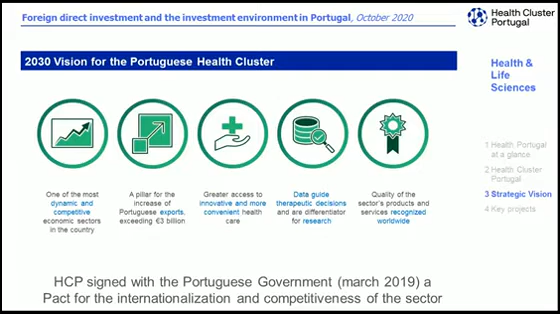 Foreign direct investment and the investment environment in Portugal, October 2020
Health Cluster
Portugal
2030 Vision for the Portuguese Health Cluster
Health &
Life
Sciences
One of the most
dynamic and
competitive
economic sectors
in the country
A pillar for the
increase of
Portuguese exports,
exceeding €3 billion
Greater access to
innovative and more
convenient health
care
Data guide
therapeutic decisions
and are differentiator
for research
Quality of the
sector's products and
services recognized
worldwide
1 Health Portugal
at a glance
2 Health Cluster
Portugal
3 Strategic Vision
4 Key projects
HCP signed with the Portuguese Government (march 2019) a
Pact for the internationalization and competitiveness of the sector